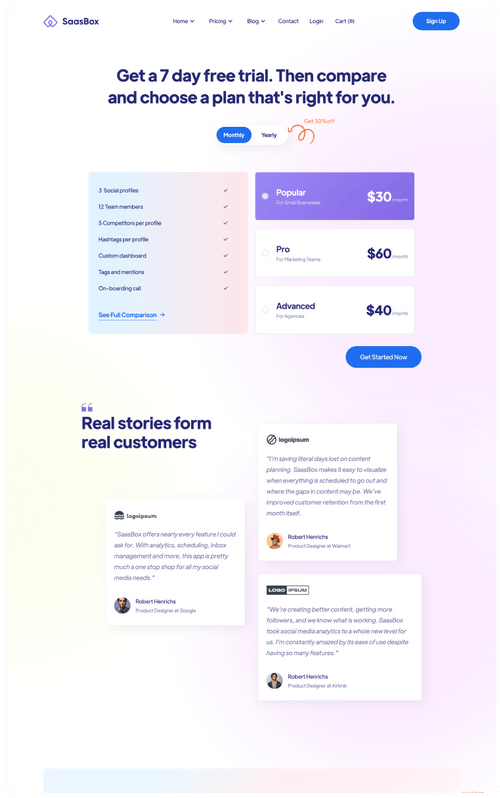 SaasBox
Home
Pricing
Blog
Contact
Login
Cart (0)
Sign Up
Get a 7 day free trial. Then compare
and choose a plan that's right for you.
Get 30% off
Monthly
Yearly
3 Social profiles
12 Team members
5 Competitors per profile
Hashtags per profile
Custom dashboard
Tags and mentions
On-boarding call
See Full Comparison
Popular
For Small Businesses
$30/month
Pro
For Marketing Teams
$60/month
Advanced
For Agencies
$40/month
Get Started Now
Real stories form
real customers
logoipsum
"SaasBox offers nearly every feature I could
ask for. With analytics, scheduling, inbox
management and more, this app is pretty
much a one stop shop for all my social
media needs."
Robert Henrichs
Product Designer at Google
logoipsum
"I'm saving literal days lost on content
planning. SaasBox makes it easy to visualize
when everything is scheduled to go out and
where the gaps in content may be. We've
improved customer retention from the first
month itself.
Robert Henrichs
Product Designer at Walmart
LOGO IPSUM
"We're creating better content, getting more
followers, and we know what is working. SaasBox
took social media analytics to a whole new level for
us. I'm constantly amazed by its ease of use despite
having so many features."
Robert Henrichs
Product Designer at Airbnb